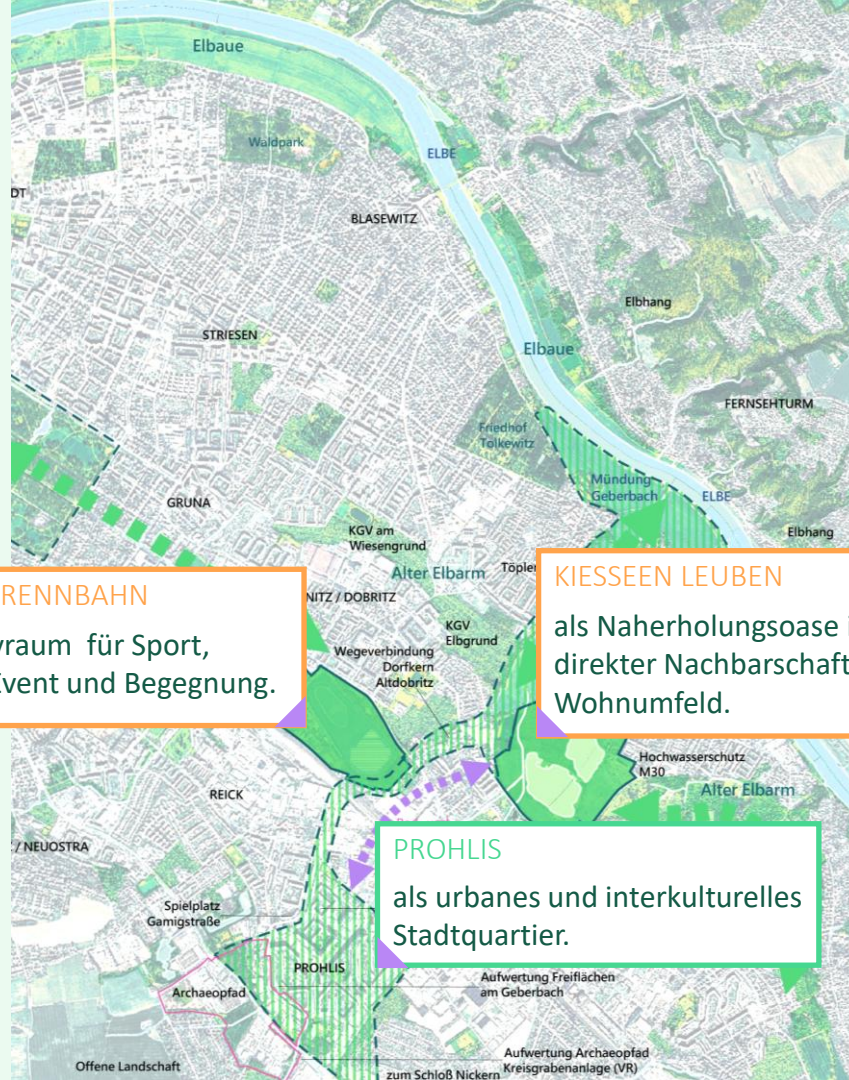 Elbaue
Waldpark
ELBE
DT
BLASEWITZ
Elbhang
STRIESEN
Elbaue
FERNSEHTURM
Friedhof
Tolkewitz
Mündung
Geberbach
ELBE
GRUNA
KGV am
Wiesengrund
Elbhang
Alter Elbarm
RENNBAHN
raum für Sport,
Event und Begegnung.
NITZ / DOBRITZ
KGV
Elbgrund
Wegeverbindung
Dorfkern
Altdobritz
KIESSEEN LEUBEN
als Naherholungsoase
direkter Nachbarschaft
Wohnumfeld.
Hochwasserschutz
M30
Alter Elbarm
REICK
/ NEUOSTRA
PROHLIS
als urbanes und interkulturelles
Stadtquartier.
Spielplatz
Gamigstraße
PROHLIS
Archaeopfad
Aufwertung Freiflächen
am Geberbach
Offene Landschaft
Aufwertung Archaeopfad
Kreisgrabenanlage (VR)
zum Schloß Nickern